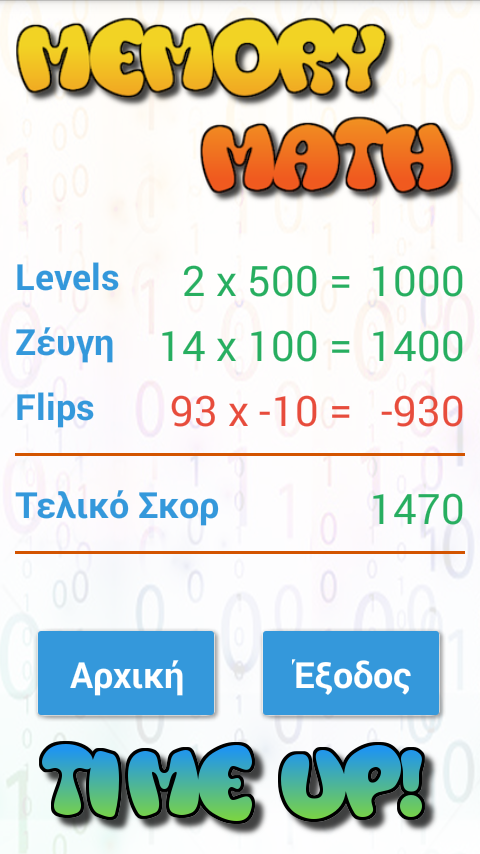 MEMORY
MATH
Levels 2 x 500 = 1000
Ζέυγη 14 x 100 = 1400
Flips 93 x -10 = -930
Τελικό Σκορ 1470
Αρχική Έξοδος
TIME UP!